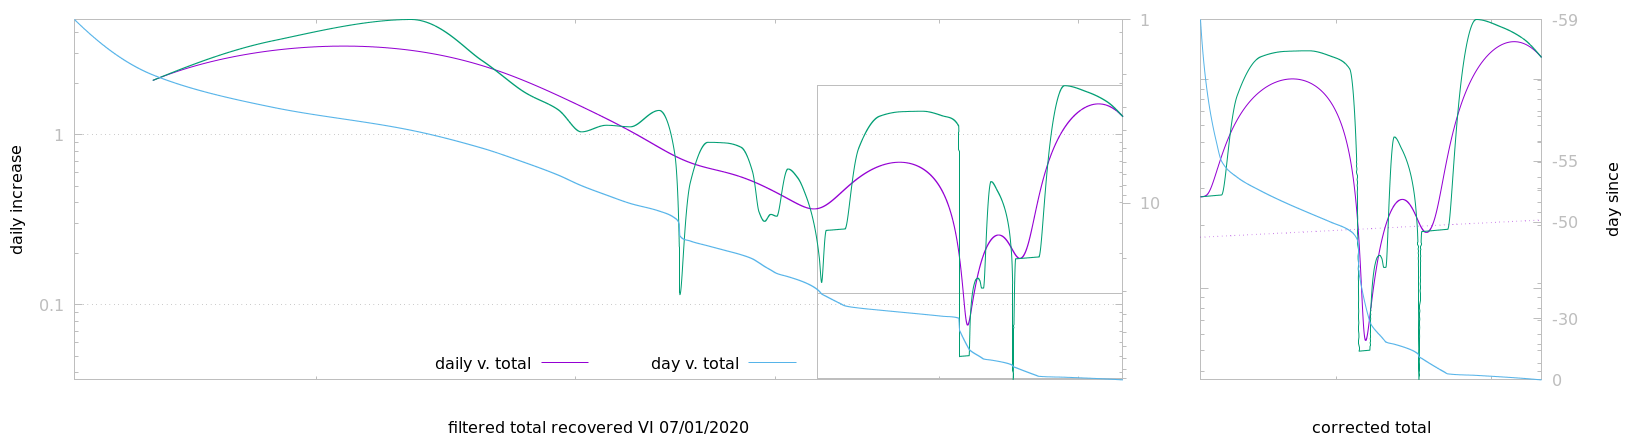 daily increase
1
0.1
1
10
daily v. total
day v. total
filtered total recovered VI 07/01/2020
-59
-55
-50
-30
0
day since
corrected total